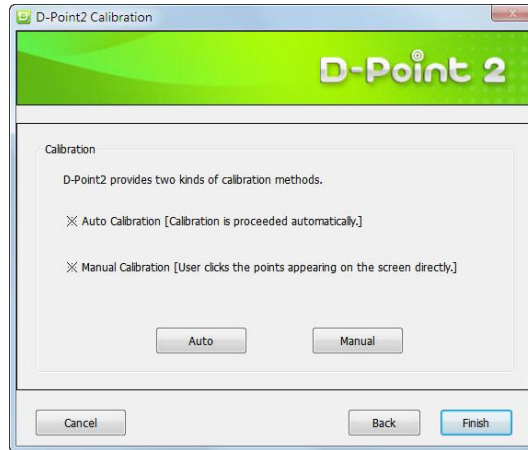 D-Point2 Calibration
D-Point 2
Calibration
D-Point2 provides two kinds of calibration methods.
※ Auto Calibration [Calibration is proceeded automatically.]
※ Manual Calibration [User clicks the points appearing on the screen directly.]
Auto Manual
Cancel Back Finish